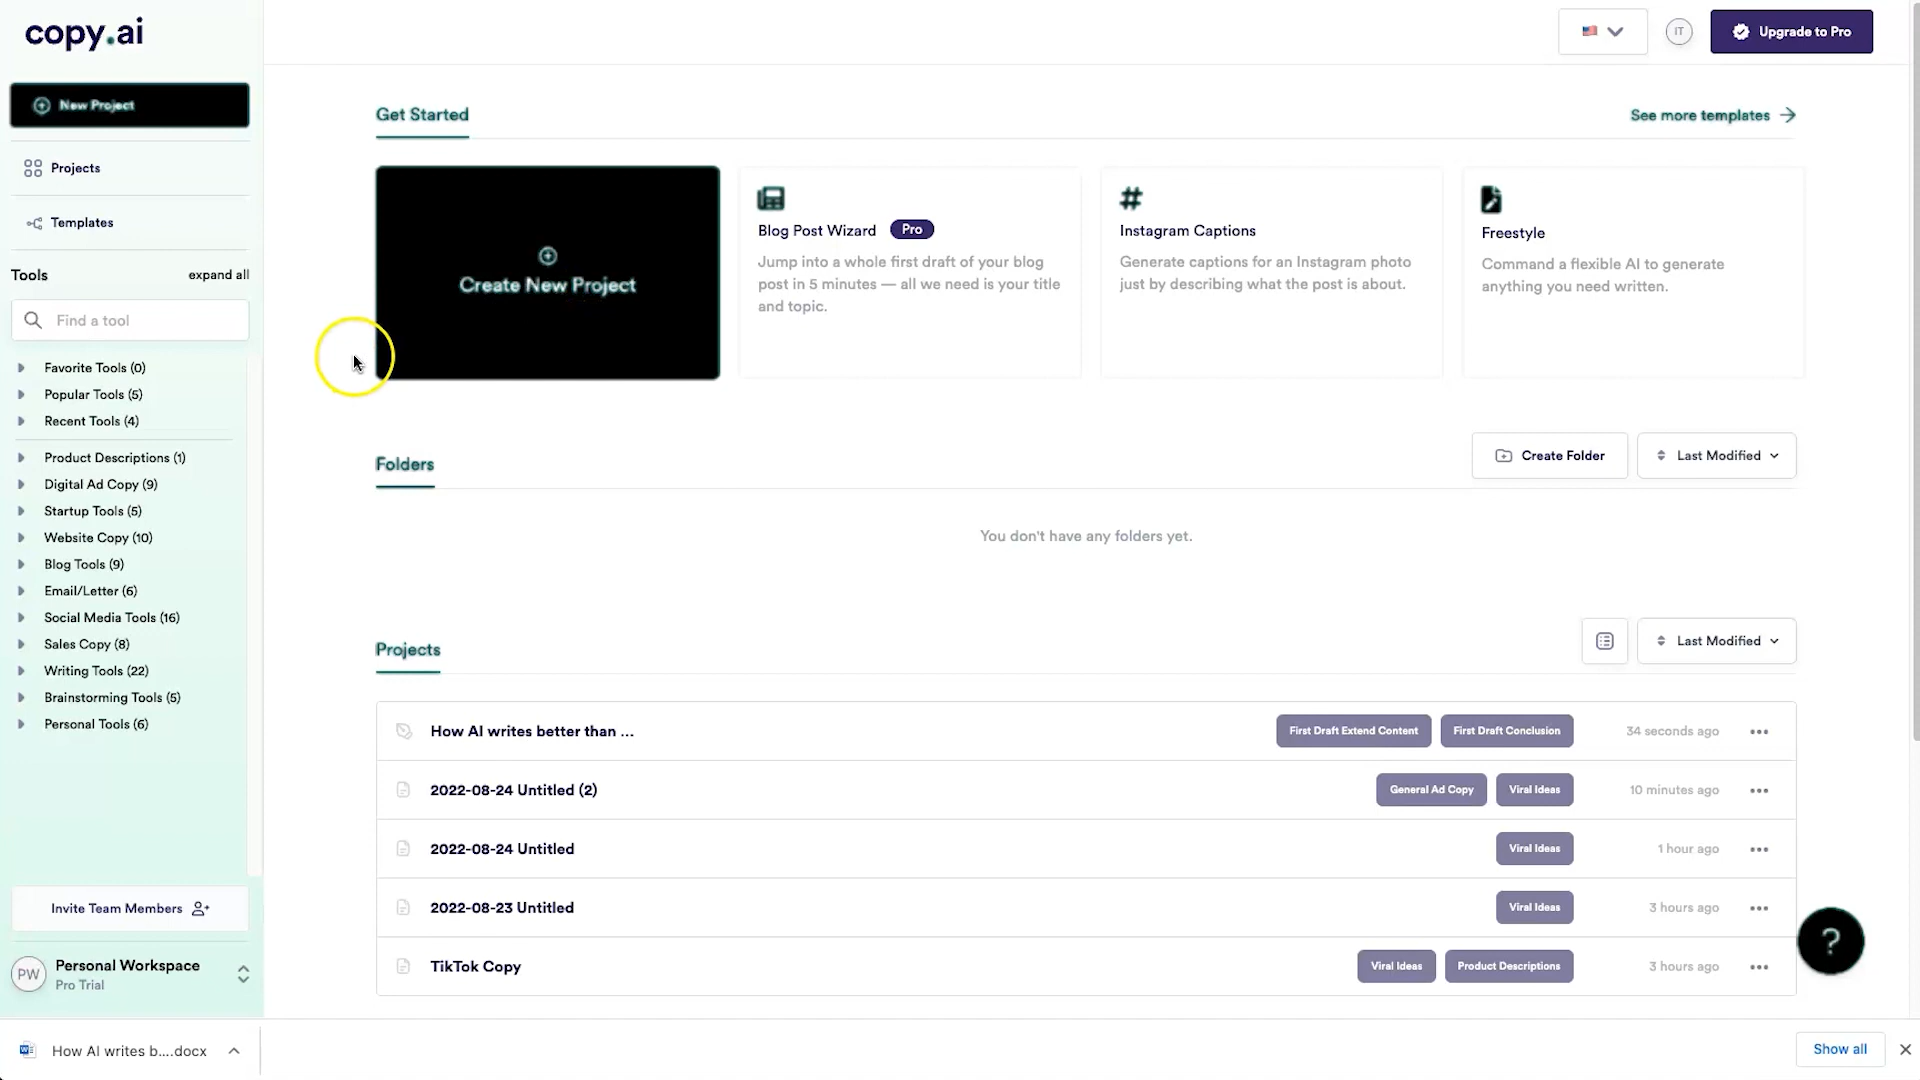 copy.ai
New Project
Projects
Templates
Tools
expand all
Find a tool
Favorite Tools (0)
Popular Tools (5)
Recent Tools (4)
Product Descriptions (1)
Digital Ad Copy (9)
Startup Tools (5)
Website Copy (10)
Blog Tools (9)
Email/Letter (6)
Social Media Tools (16)
Sales Copy (8)
Writing Tools (22)
Brainstorming Tools (5)
Personal Tools (6)
Invite Team Members
PW
Personal Workspace
Pro Trial
IT
Upgrade to Pro
Get Started
See more templates
Create New Project
Blog Post Wizard
Pro
Jump into a whole first draft of your blog
post in 5 minutes — all we need is your title
and topic.
#
Instagram Captions
Generate captions for an Instagram photo
just by describing what the post is about.
Freestyle
Command a flexible AI to generate
anything you need written.
Folders
Create Folder
Last Modified
You don't have any folders yet.
Projects
Last Modified
How AI writes better than ...
First Draft Extend Content
First Draft Conclusion
34 seconds ago
2022-08-24 Untitled (2)
General Ad Copy
Viral Ideas
10 minutes ago
2022-08-24 Untitled
Viral Ideas
1 hour ago
2022-08-23 Untitled
Viral Ideas
3 hours ago
TikTok Copy
Viral Ideas
Product Descriptions
3 hours ago
?
How AI writes b....docx
Show all